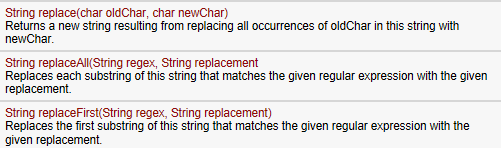 String replace(char oldChar, char newChar)
Returns a new string resulting from replacing all occurrences of oldChar in this string with
newChar.
String replaceAll(String regex, String replacement
Replaces each substring of this string that matches the given regular expression with the given
replacement.
String replaceFirst(String regex, String replacement)
Replaces the first substring of this string that matches the given regular expression with the
given replacement.